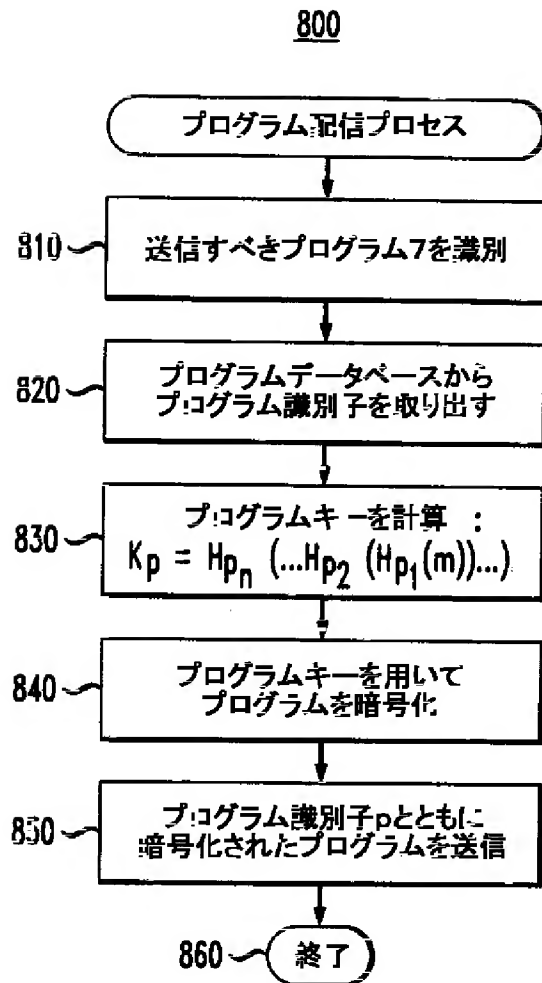 800
プログラム配信プロセス
810
送信すべきプログラム7を識別
820
プログラムデータベースから
プログラム識別子を取り出す
830
プログラムキーを計算 :
Kp = Hpn (...Hp2 (Hp1(m))...)
840
プログラムキーを用いて
プログラムを暗号化
850
プログラム識別子pとともに
暗号化されたプログラムを送信
860
終了